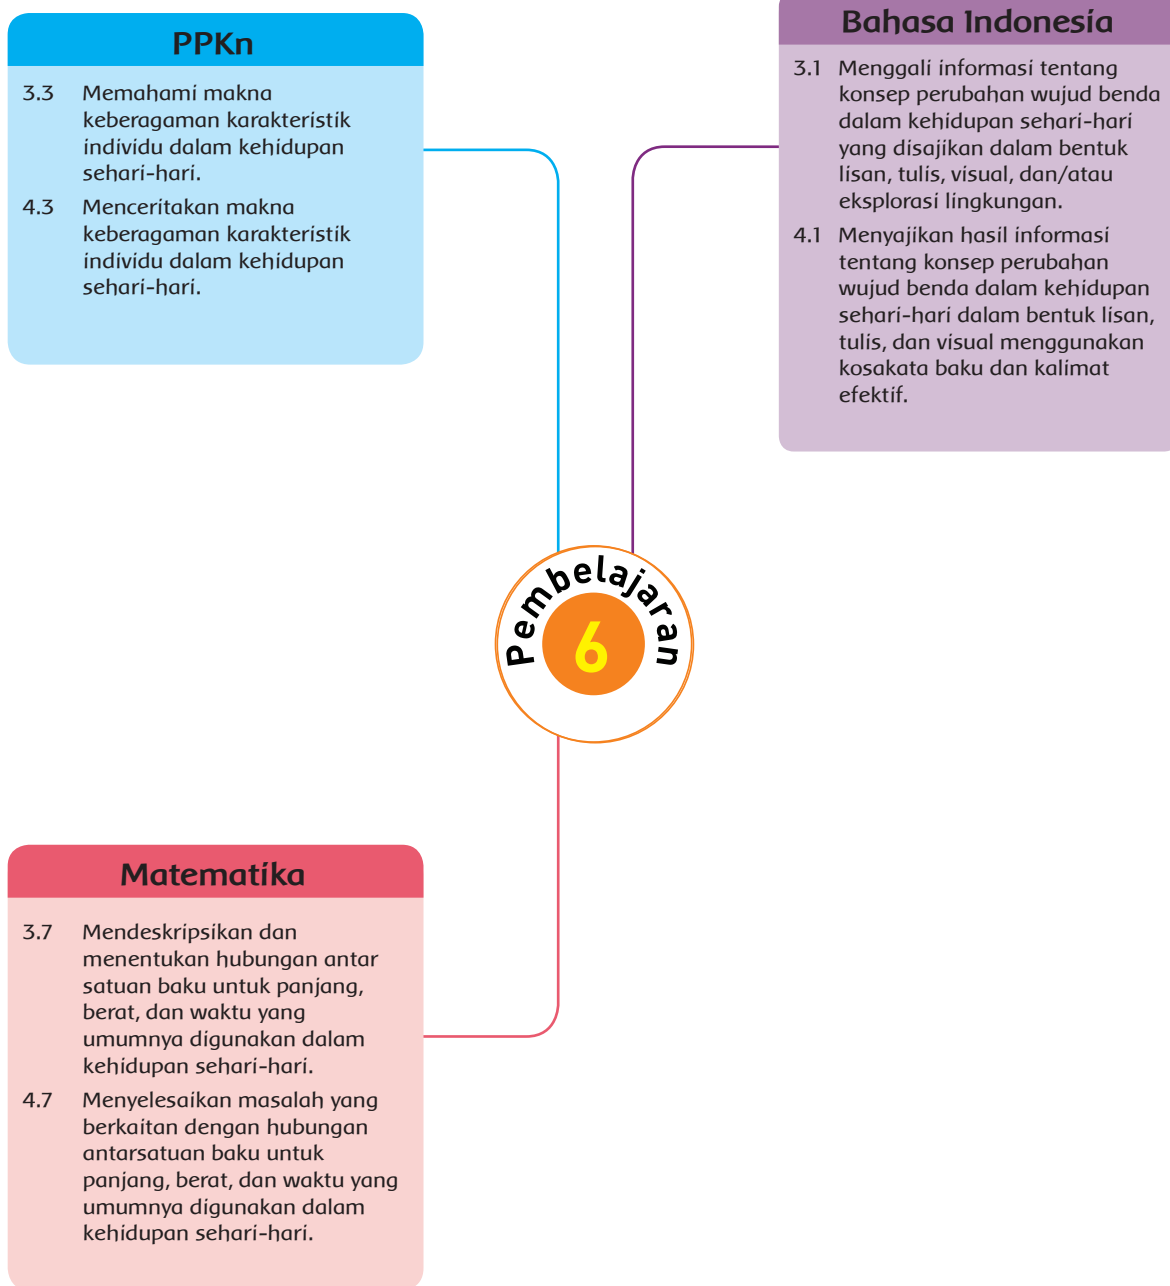 PPKn
3.3 Memahami makna
keberagaman karakteristik
individu dalam kehidupan
sehari-hari.
4.3 Menceritakan makna
keberagaman karakteristik
individu dalam kehidupan
sehari-hari.
Bahasa Indonesia
3.1 Menggali informasi tentang
konsep perubahan wujud benda
dalam kehidupan sehari-hari
yang disajikan dalam bentuk
lisan, tulis, visual, dan/atau
eksplorasi lingkungan.
4.1 Menyajikan hasil informasi
tentang konsep perubahan
wujud benda dalam kehidupan
sehari-hari dalam bentuk lisan,
tulis, dan visual menggunakan
kosakata baku dan kalimat
efektif.
Pembelajaran
6
Matematika
3.7 Mendeskripsikan dan
menentukan hubungan antar
satuan baku untuk panjang,
berat, dan waktu yang
umumnya digunakan dalam
kehidupan sehari-hari.
4.7 Menyelesaikan masalah yang
berkaitan dengan hubungan
antarsatuan baku untuk
panjang, berat, dan waktu yang
umumnya digunakan dalam
kehidupan sehari-hari.